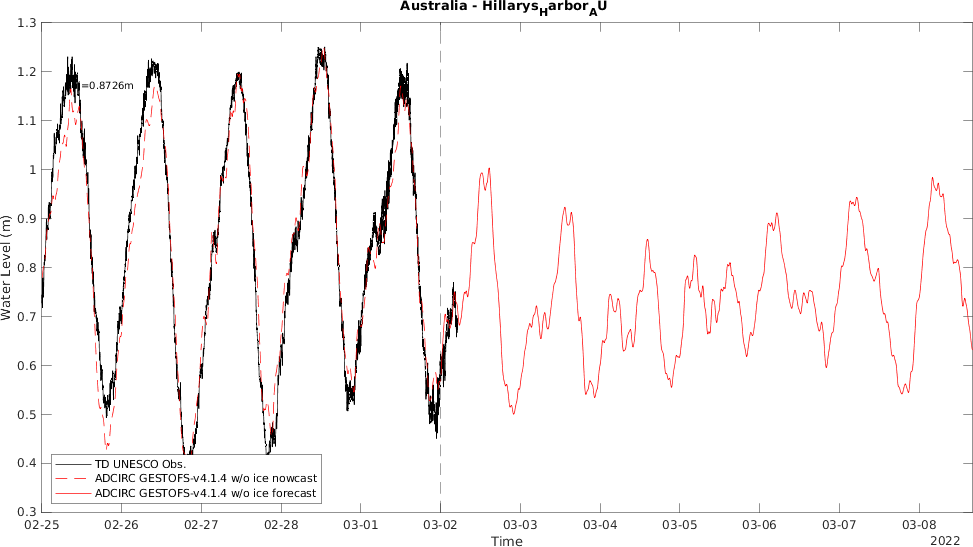 Australia - HillarysHarborAU
1.3
1.2
=0.8726m
1.1
1
0.9
0.8
Water Level (m)
0.7
0.6
0.5
0.4
TD UNESCO Obs.
ADCIRC GESTOFS-v4.1.4 w/o ice nowcast
ADCIRC GESTOFS-v4.1.4 w/o ice forecast
0.3
02-25 02-26 02-27 02-28 03-01 03-02 03-03 03-04 03-05 03-06 03-07 03-08
Time
2022